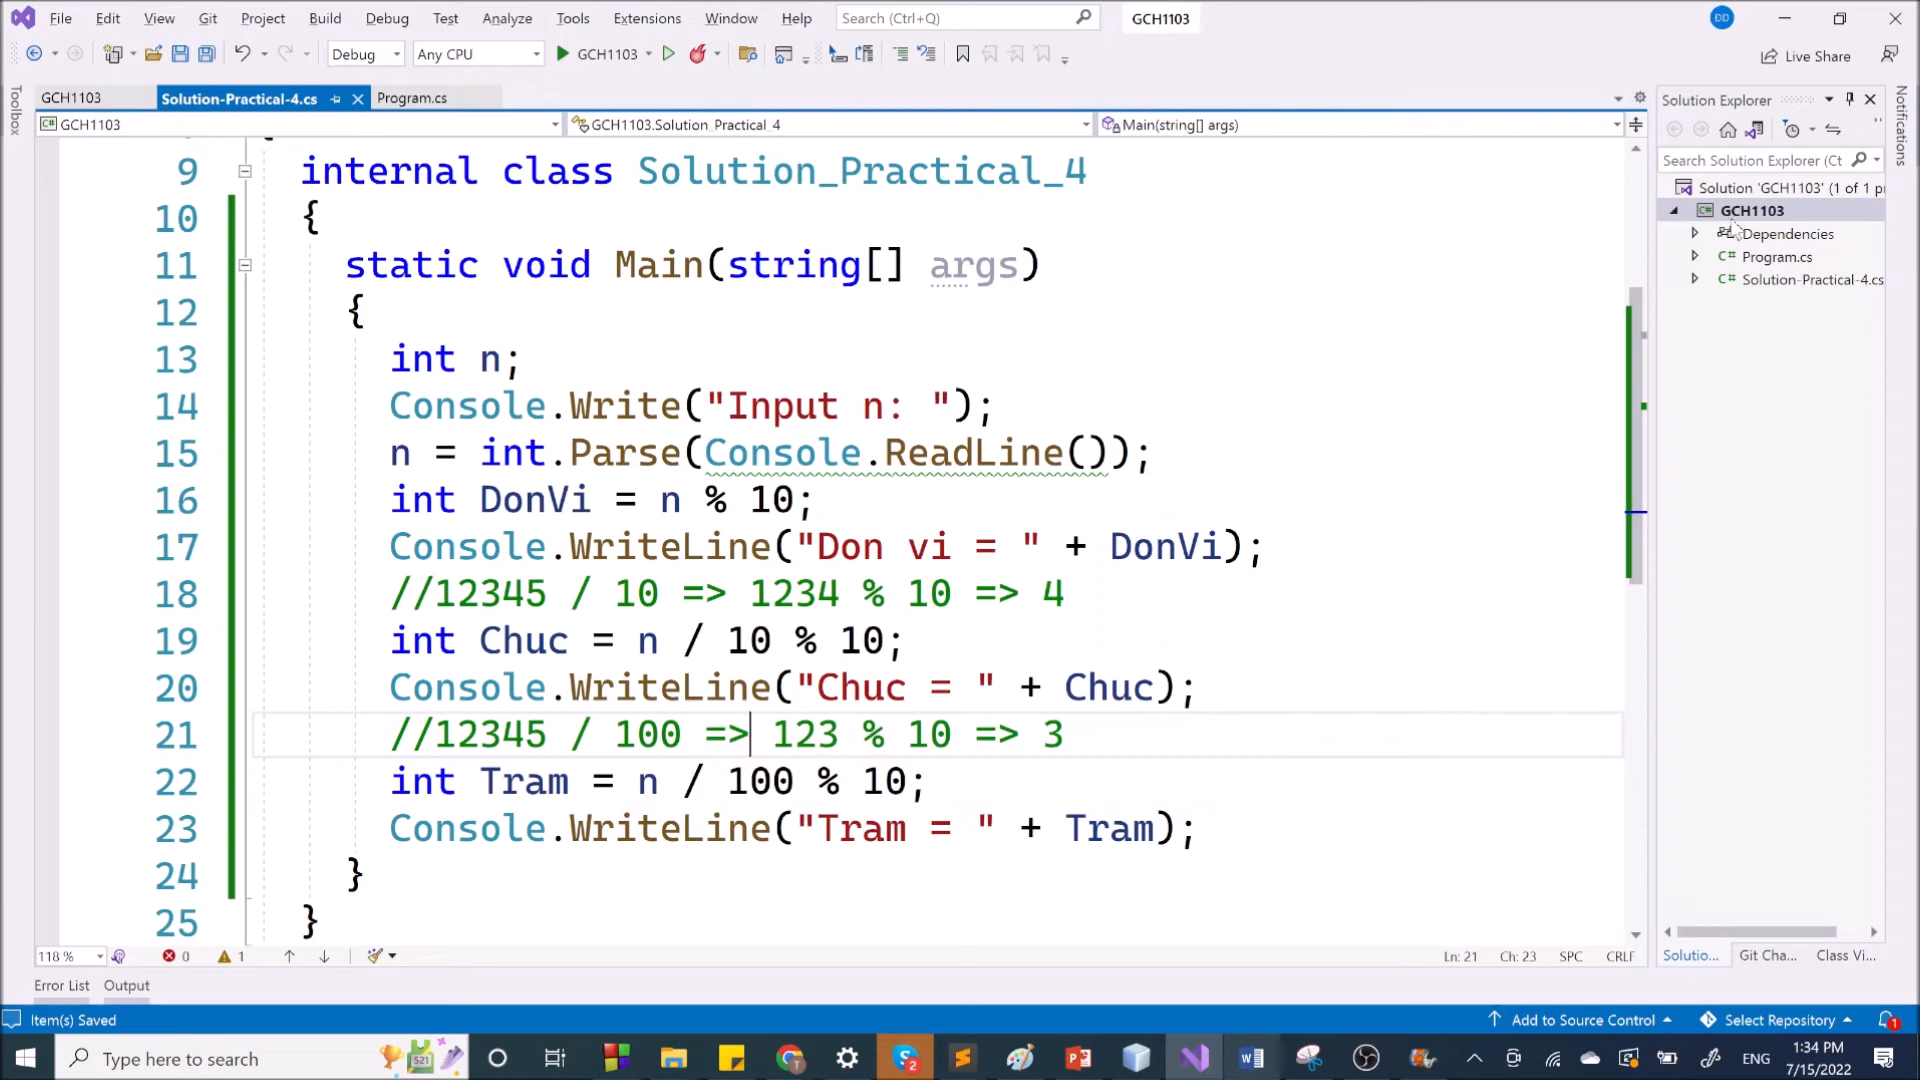 File Edit View Git Project Build Debug Test Analyze Tools Extensions Window Help Search (Ctrl+Q) GCH1103 DD
Debug Any CPU GCH1103 Live Share
Toolbox
GCH1103 Solution-Practical-4.cs Program.cs
GCH1103 GCH1103.Solution_Practical_4 Main(string[] args)
9 internal class Solution_Practical_4
10 {
11 static void Main(string[] args)
12 {
13 int n;
14 Console.Write("Input n: ");
15 n = int.Parse(Console.ReadLine());
16 int DonVi = n % 10;
17 Console.WriteLine("Don vi = " + DonVi);
18 //12345 / 10 => 1234 % 10 => 4
19 int Chuc = n / 10 % 10;
20 Console.WriteLine("Chuc = " + Chuc);
21 //12345 / 100 => 123 % 10 => 3
22 int Tram = n / 100 % 10;
23 Console.WriteLine("Tram = " + Tram);
24 }
25 }
118 % 0 1 Ln: 21 Ch: 23 SPC CRLF
Solution Explorer
Search Solution Explorer (Ct
Solution 'GCH1103' (1 of 1 pr
GCH1103
Dependencies
C# Program.cs
C# Solution-Practical-4.cs
Solutio... Git Cha... Class Vi...
Notifications
Error List Output
Item(s) Saved Add to Source Control Select Repository 1
Type here to search 521 2 ENG 1:34 PM
7/15/2022